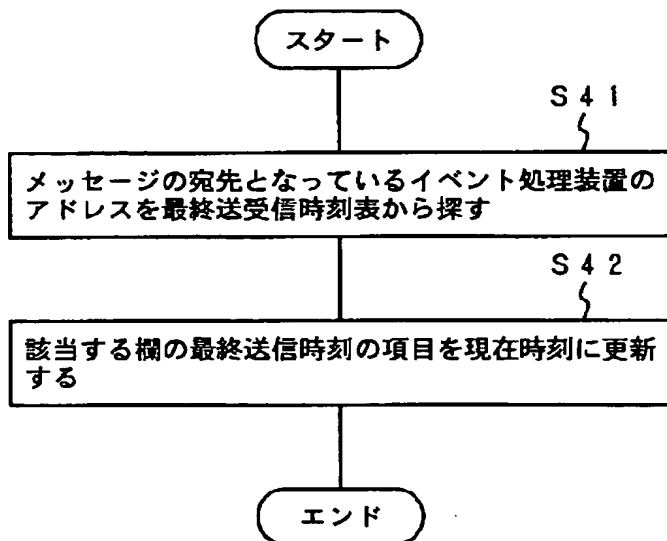 スタート
S41
メッセージの宛先となっているイベント処理装置の
アドレスを最終送受信時刻表から探す
S42
該当する欄の最終送信時刻の項目を現在時刻に更新
する
エンド